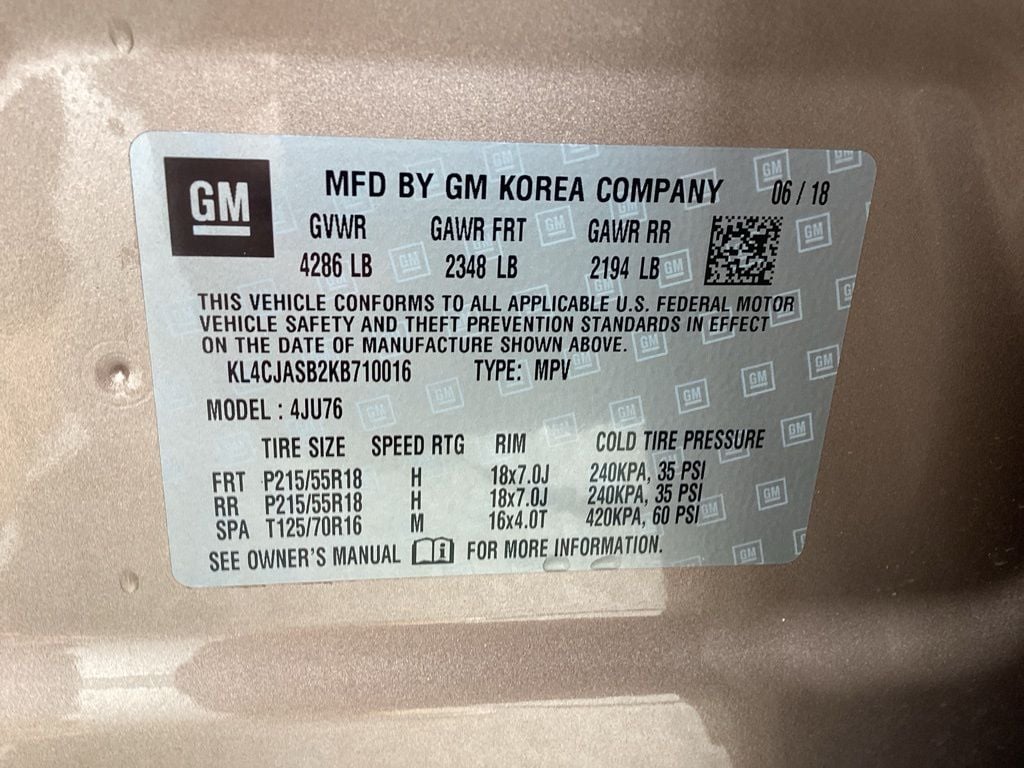 GM
MFD BY GM KOREA COMPANY 06 / 18
GVWR GAWR FRT GAWR RR
4286 LB 2348 LB 2194 LB
THIS VEHICLE CONFORMS TO ALL APPLICABLE U.S. FEDERAL MOTOR
VEHICLE SAFETY AND THEFT PREVENTION STANDARDS IN EFFECT
ON THE DATE OF MANUFACTURE SHOWN ABOVE.
KL4CJASB2KB710016 TYPE: MPV
MODEL : 4JU76
TIRE SIZE SPEED RTG RIM COLD TIRE PRESSURE
FRT P215/55R18 H 18x7.0J 240KPA, 35 PSI
RR P215/55R18 H 18x7.0J 240KPA, 35 PSI
SPA T125/70R16 M 16x4.0T 420KPA, 60 PSI
SEE OWNER'S MANUAL i FOR MORE INFORMATION.